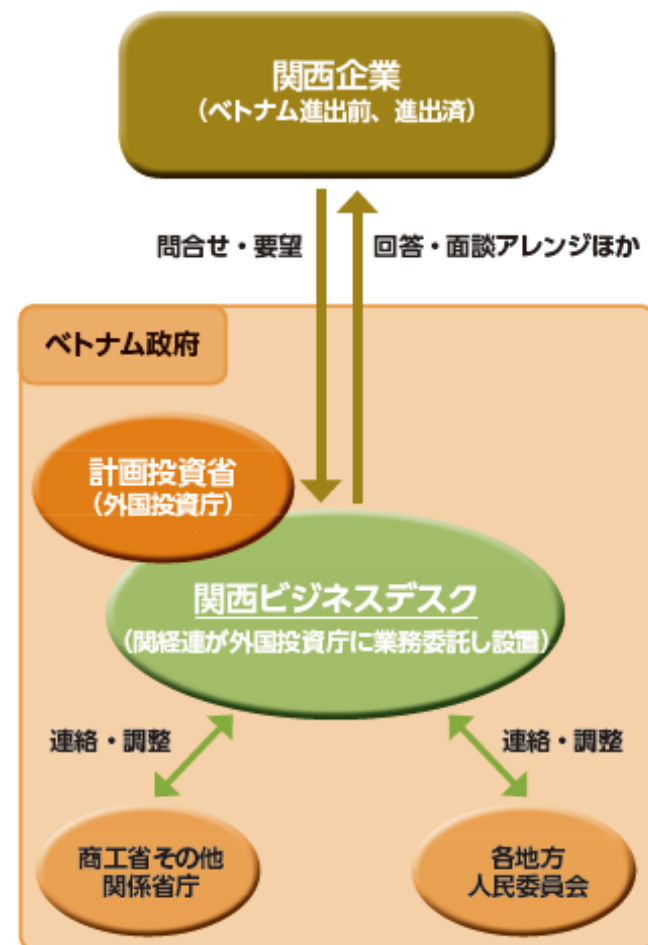 関西企業
（ベトナム進出前、進出済）
問合せ・要望
回答・面談アレンジほか
ベトナム政府
計画投資省
（外国投資庁）
関西ビジネスデスク
（関経連が外国投資庁に業務委託し設置）
連絡・調整
連絡・調整
商工省その他
関係省庁
各地方
人民委員会